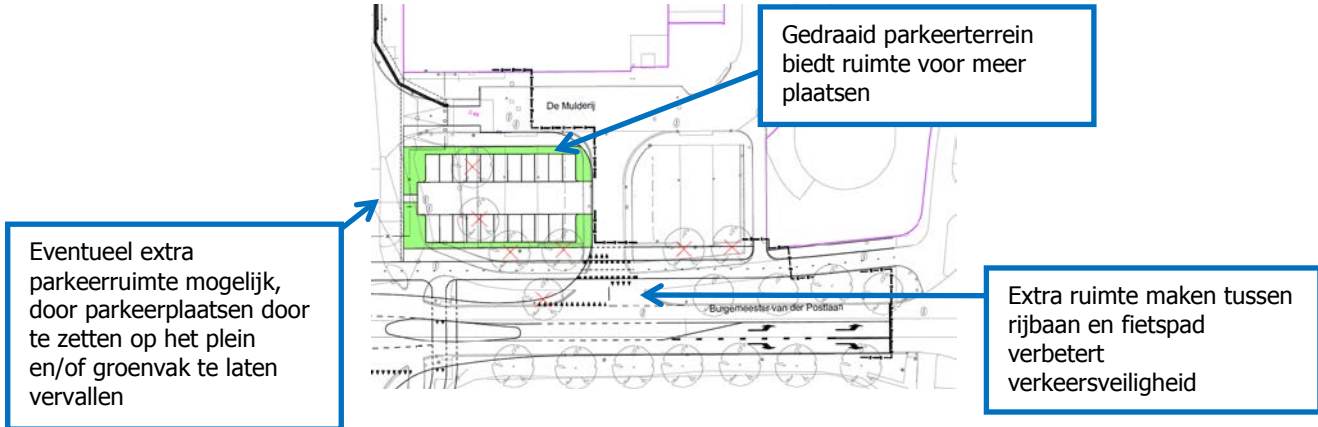 Gedraaid parkeerterrein
biedt ruimte voor meer
plaatsen
De Mulderij
Eventueel extra
parkeerruimte mogelijk,
door parkeerplaatsen door
te zetten op het plein
en/of groenvak te laten
vervallen
Burgemeester van der Postlaan
Extra ruimte maken tussen
rijbaan en fietspad
verbetert
verkeersveiligheid